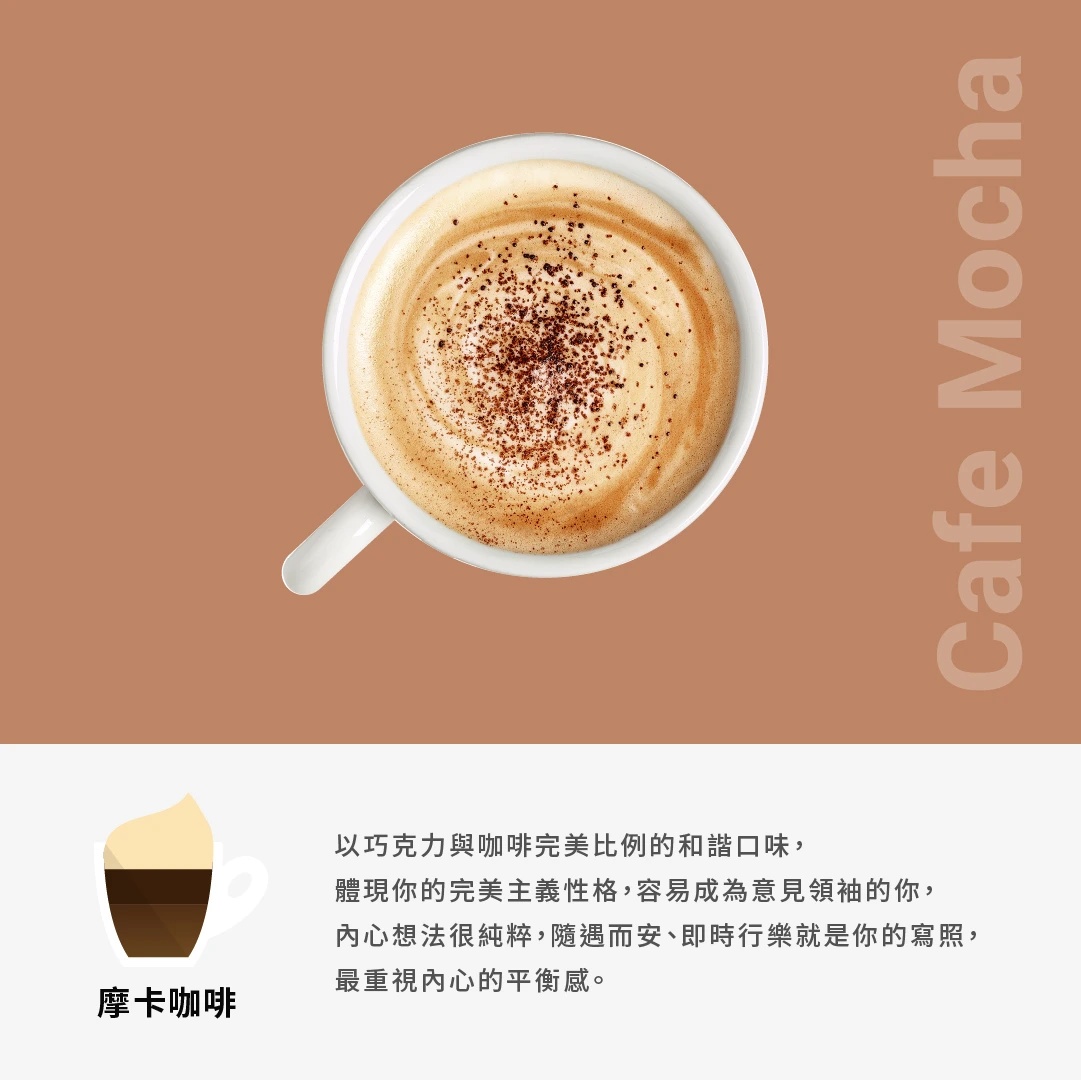 Cafe Mocha
以巧克力與咖啡完美比例的和諧口味，
體現你的完美主義性格，容易成為意見領袖的你，
內心想法很純粹，隨遇而安、即時行樂就是你的寫照，
最重視內心的平衡感。
摩卡咖啡